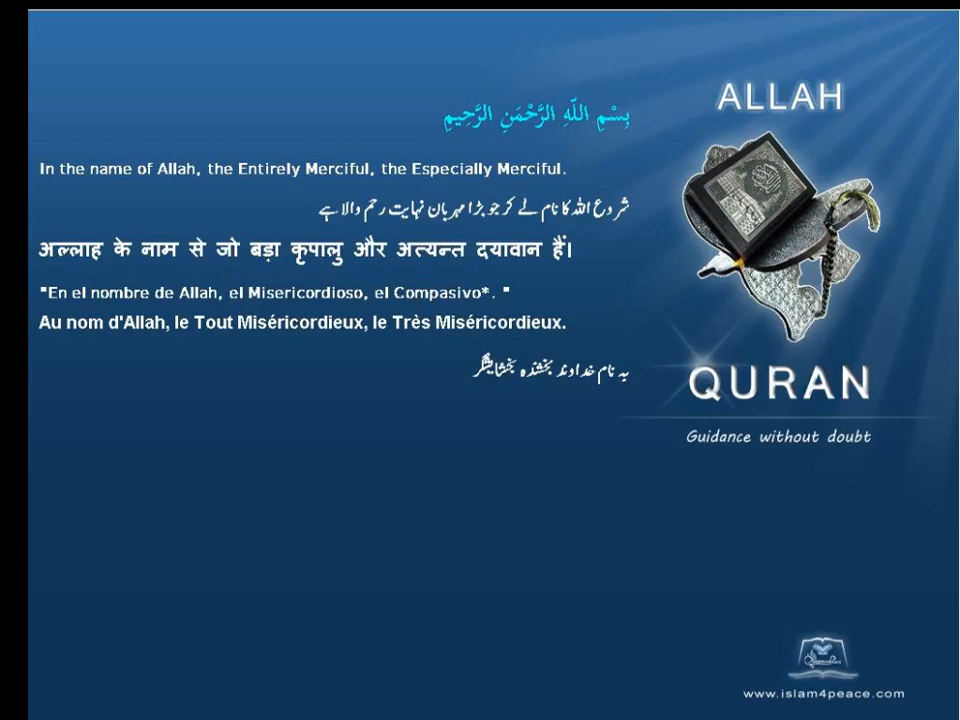 بِسْمِ اللَّهِ الرَّحْمَنِ الرَّحِيمِ
In the name of Allah, the Entirely Merciful, the Especially Merciful.
شروع اللہ کا نام لے کر جو بڑا مہربان نہایت رحم والا ہے
अल्लाह के नाम से जो बड़ा कृपालु और अत्यन्त दयावान हैं।
"En el nombre de Allah, el Misericordioso, el Compasivo*. "
Au nom d'Allah, le Tout Miséricordieux, le Très Miséricordieux.
به نام خداوند بخشنده بخشایشگر
ALLAH
QURAN
Guidance without doubt
www.islam4peace.com